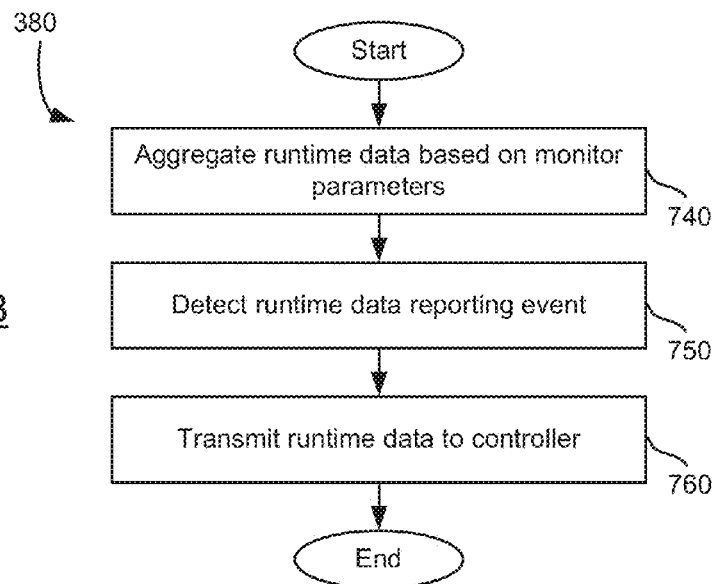 380
Start
Aggregate runtime data based on monitor
parameters
740
Detect runtime data reporting event
750
Transmit runtime data to controller
760
End